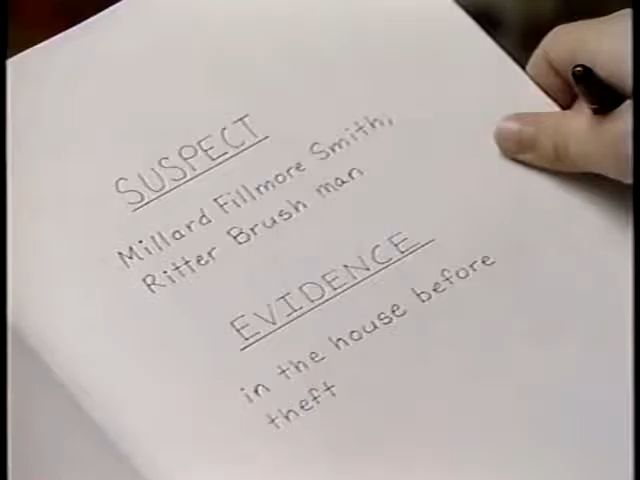 SUSPECT
Millard Fillmore Smith,
Ritter Brush man
EVIDENCE
in the house before
theft